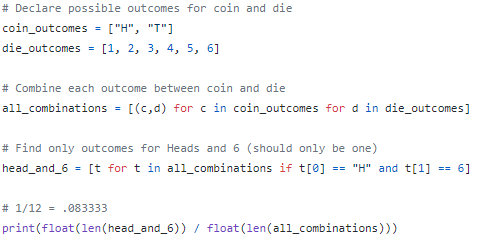 # Declare possible outcomes for coin and die
coin_outcomes = ["H", "T"]
die_outcomes = [1, 2, 3, 4, 5, 6]
# Combine each outcome between coin and die
all_combinations = [(c,d) for c in coin_outcomes for d in die_outcomes]
# Find only outcomes for Heads and 6 (should only be one)
head_and_6 = [t for t in all_combinations if t[0] == "H" and t[1] == 6]
# 1/12 = .083333
print(float(len(head_and_6)) / float(len(all_combinations)))